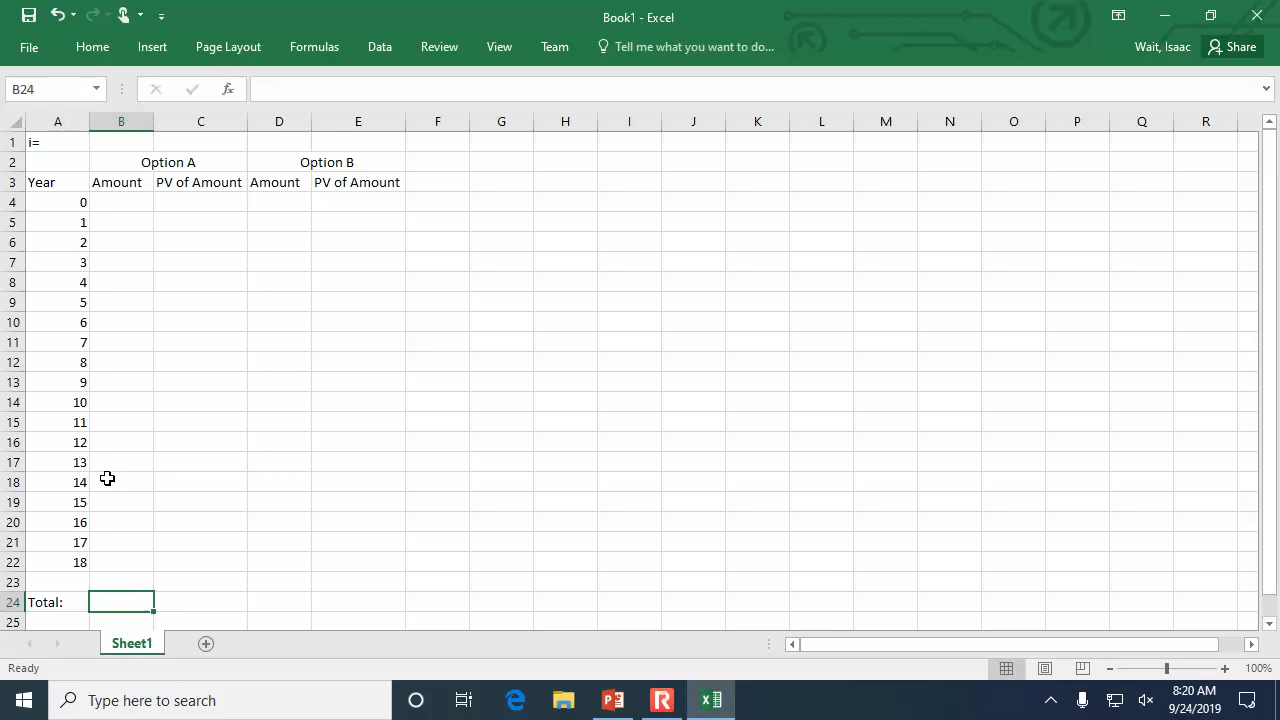 Book1 - Excel
File Home Insert Page Layout Formulas Data Review View Team Tell me what you want to do... Wait, Isaac Share
B24 fx
A B C D E F G H I J K L M N O P Q R
1 i=
2 Option A Option B
3 Year Amount PV of Amount Amount PV of Amount
4 0
5 1
6 2
7 3
8 4
9 5
10 6
11 7
12 8
13 9
14 10
15 11
16 12
17 13
18 14
19 15
20 16
21 17
22 18
23
24 Total:
25
Sheet1
Ready 100%
Type here to search 8:20 AM
9/24/2019